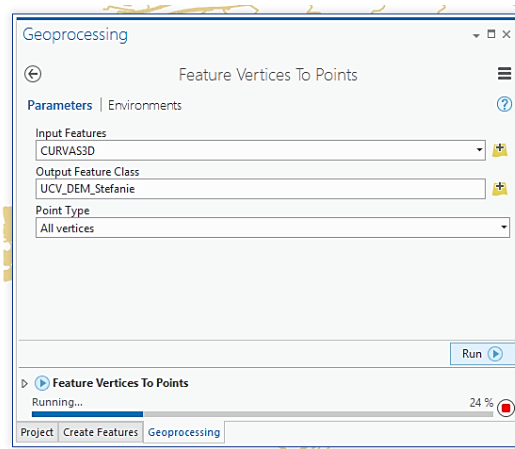 Geoprocessing
Feature Vertices To Points
Parameters | Environments
Input Features
CURVAS3D
Output Feature Class
UCV_DEM_Stefanie
Point Type
All vertices
Run
Feature Vertices To Points
Running...
24 %
Project Create Features Geoprocessing